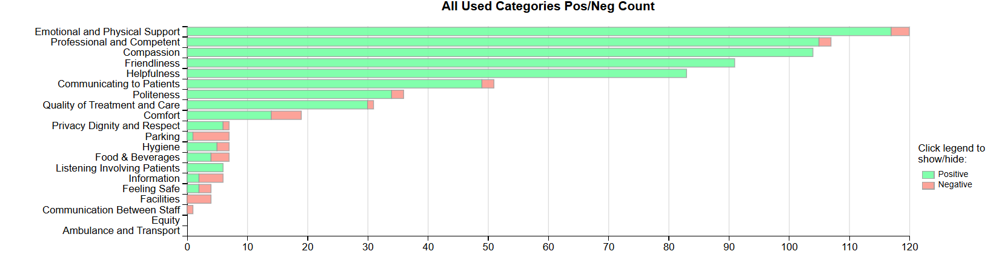 All Used Categories Pos/Neg Count
Emotional and Physical Support
Professional and Competent
Compassion
Friendliness
Helpfulness
Communicating to Patients
Politeness
Quality of Treatment and Care
Comfort
Privacy Dignity and Respect
Parking
Hygiene
Food & Beverages
Listening Involving Patients
Information
Feeling Safe
Facilities
Communication Between Staff
Equity
Ambulance and Transport
0 10 20 30 40 50 60 70 80 90 100 110 120
Click legend to
show/hide:
Positive
Negative